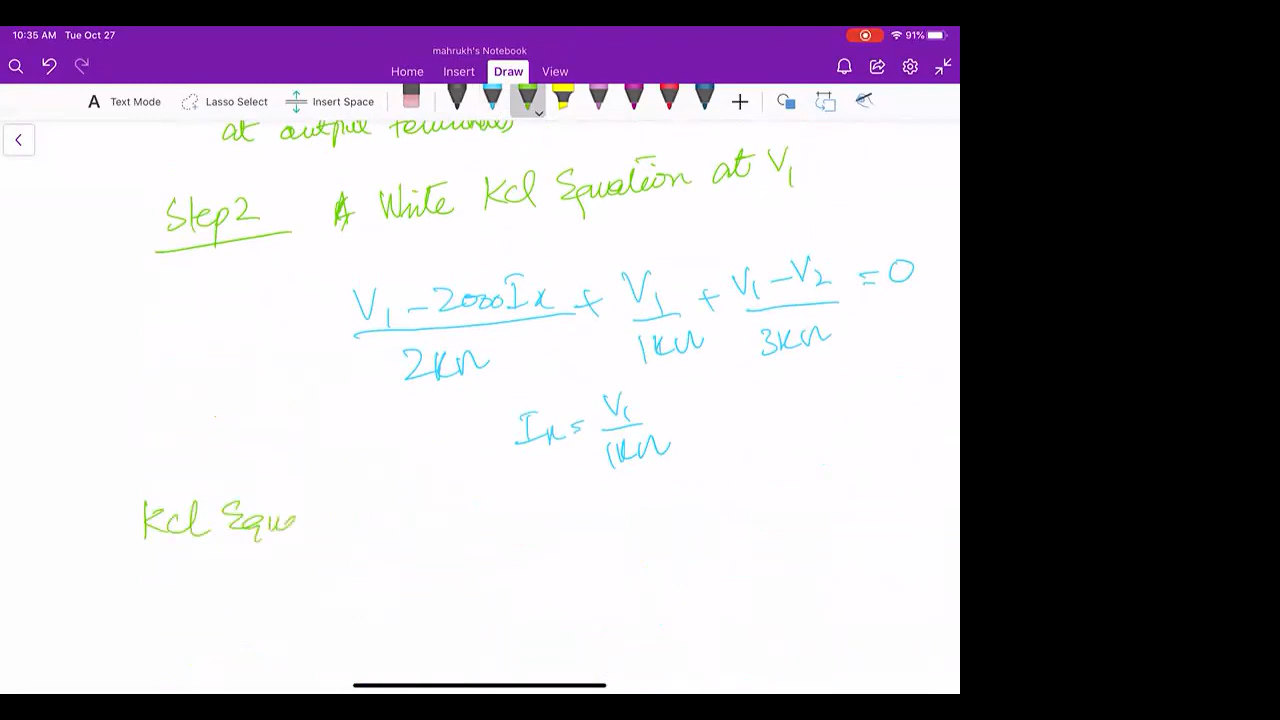 10:35 AM Tue Oct 27
91%
mahrukh's Notebook
Home Insert Draw View
A Text Mode Lasso Select Insert Space
at output terminals
Step 2 Write Kcl Equation at V1
V1 - 2000Ix + V1 + V1 - V2 = 0
2KΩ 1KΩ 3KΩ
Ix = V1
1KΩ
Kcl Equa